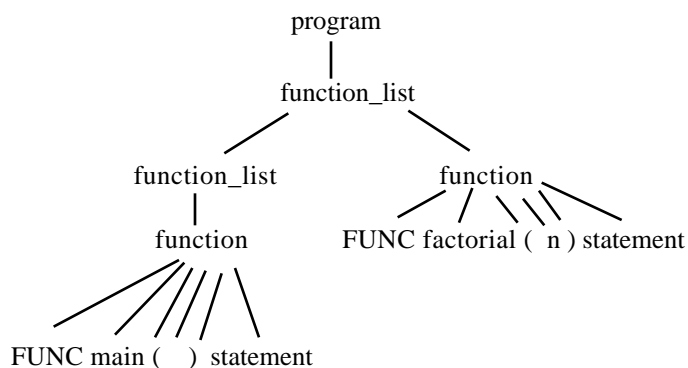 program
function_list
function_list function
function FUNC factorial ( n ) statement
FUNC main ( ) statement